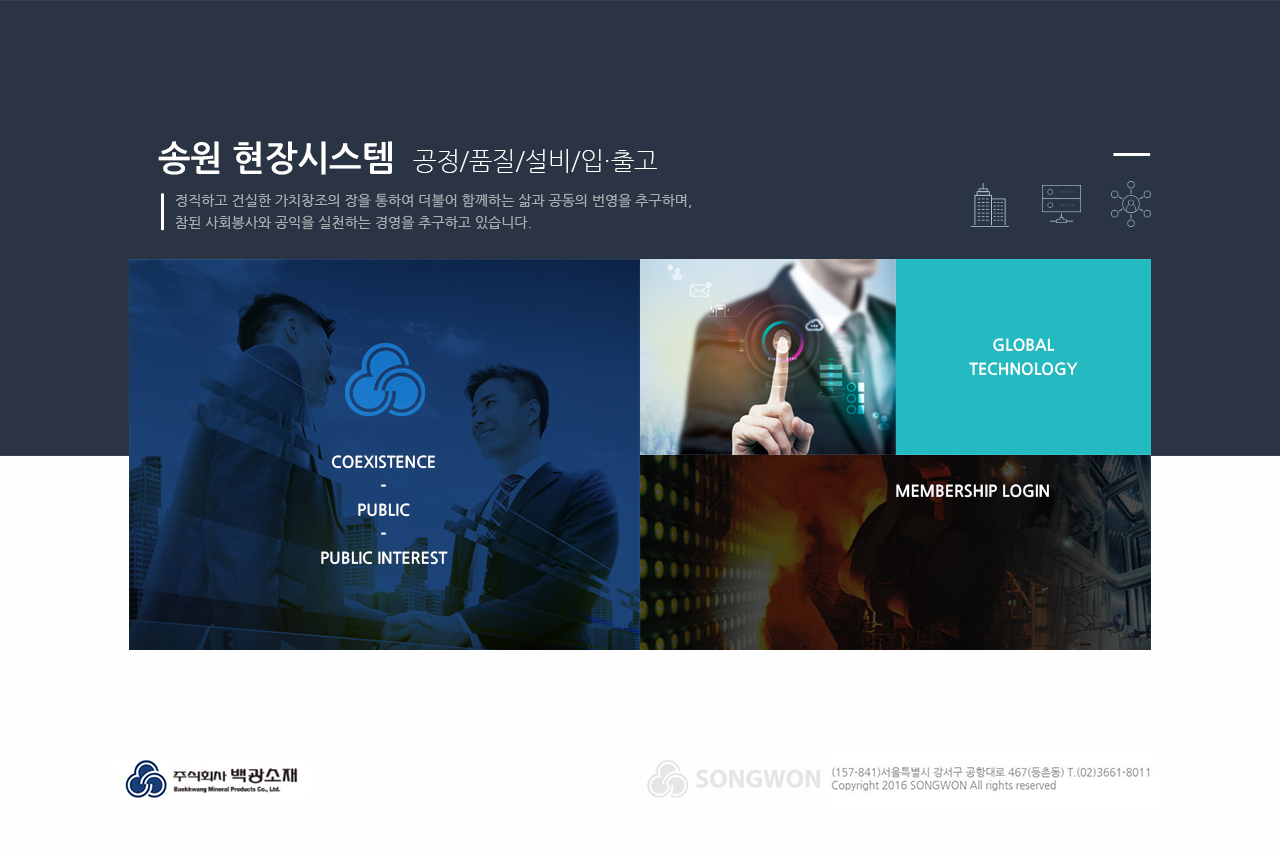 송원 현장시스템 공정/품질/설비/입·출고
정직하고 건실한 가치창조의 장을 통하여 더불어 함께하는 삶과 공동의 번영을 추구하며,
참된 사회봉사와 공익을 실천하는 경영을 추구하고 있습니다.
COEXISTENCE
-
PUBLIC
-
PUBLIC INTEREST
GLOBAL
TECHNOLOGY
MEMBERSHIP LOGIN
주식회사 백광소재
Baekkwang Mineral Products Co., Ltd.
SONGWON
(157-841)서울특별시 강서구 공항대로 467(등촌동) T.(02)3661-8011
Copyright 2016 SONGWON All rights reserved